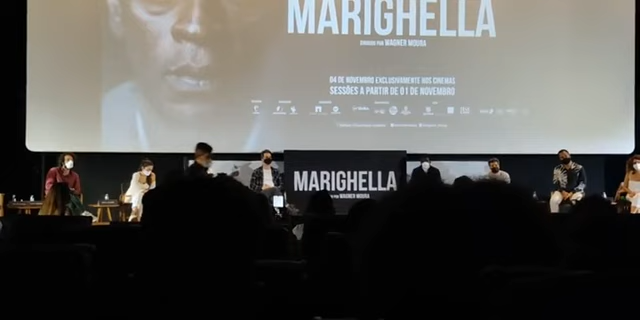 MARIGHELLA
DIRIGIDO POR WAGNER MOURA
04 DE NOVEMBRO EXCLUSIVAMENTE NOS CINEMAS
SESSÕES A PARTIR DE 01 DE NOVEMBRO
MARIGHELLA
WAGNER MOURA